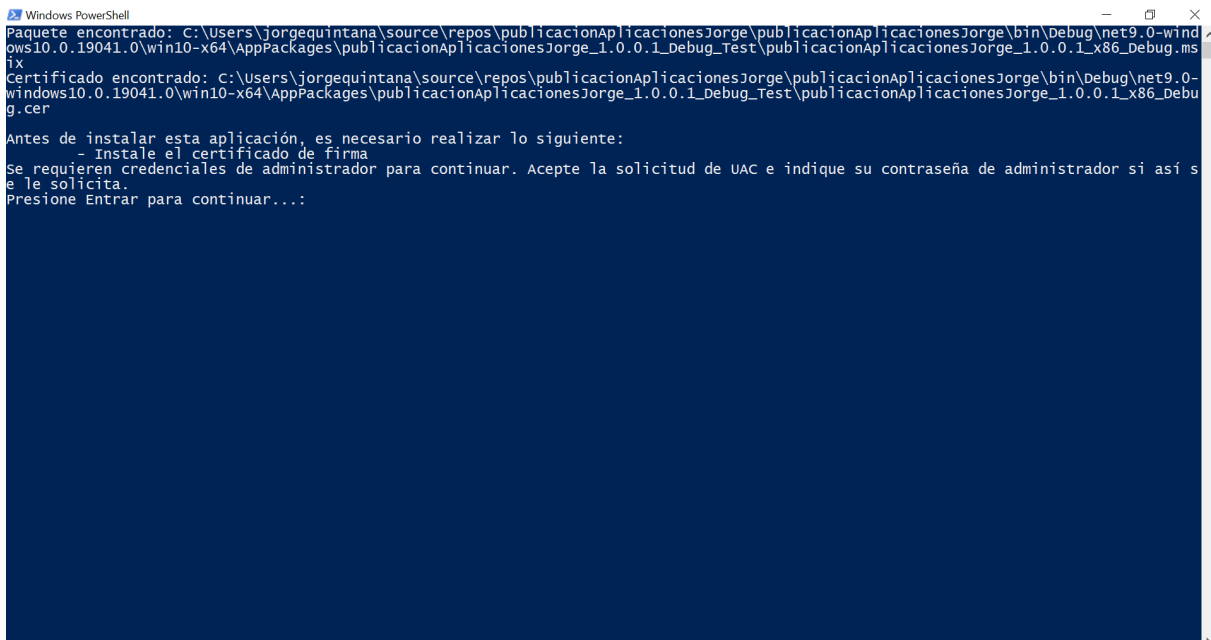 Windows PowerShell
Paquete encontrado: C:\Users\jorgequintana\source\repos\publicacionAplicacionesJorge\publicacionAplicacionesJorge\bin\Debug\net9.0-wind
ows10.0.19041.0\win10-x64\AppPackages\publicacionAplicacionesJorge_1.0.0.1_Debug_Test\publicacionAplicacionesJorge_1.0.0.1_x86_Debug.ms
ix
Certificado encontrado: C:\Users\jorgequintana\source\repos\publicacionAplicacionesJorge\publicacionAplicacionesJorge\bin\Debug\net9.0-
windows10.0.19041.0\win10-x64\AppPackages\publicacionAplicacionesJorge_1.0.0.1_Debug_Test\publicacionAplicacionesJorge_1.0.0.1_x86_Debu
g.cer
Antes de instalar esta aplicación, es necesario realizar lo siguiente:
- Instale el certificado de firma
Se requieren credenciales de administrador para continuar. Acepte la solicitud de UAC e indique su contraseña de administrador si así s
e le solicita.
Presione Entrar para continuar...: